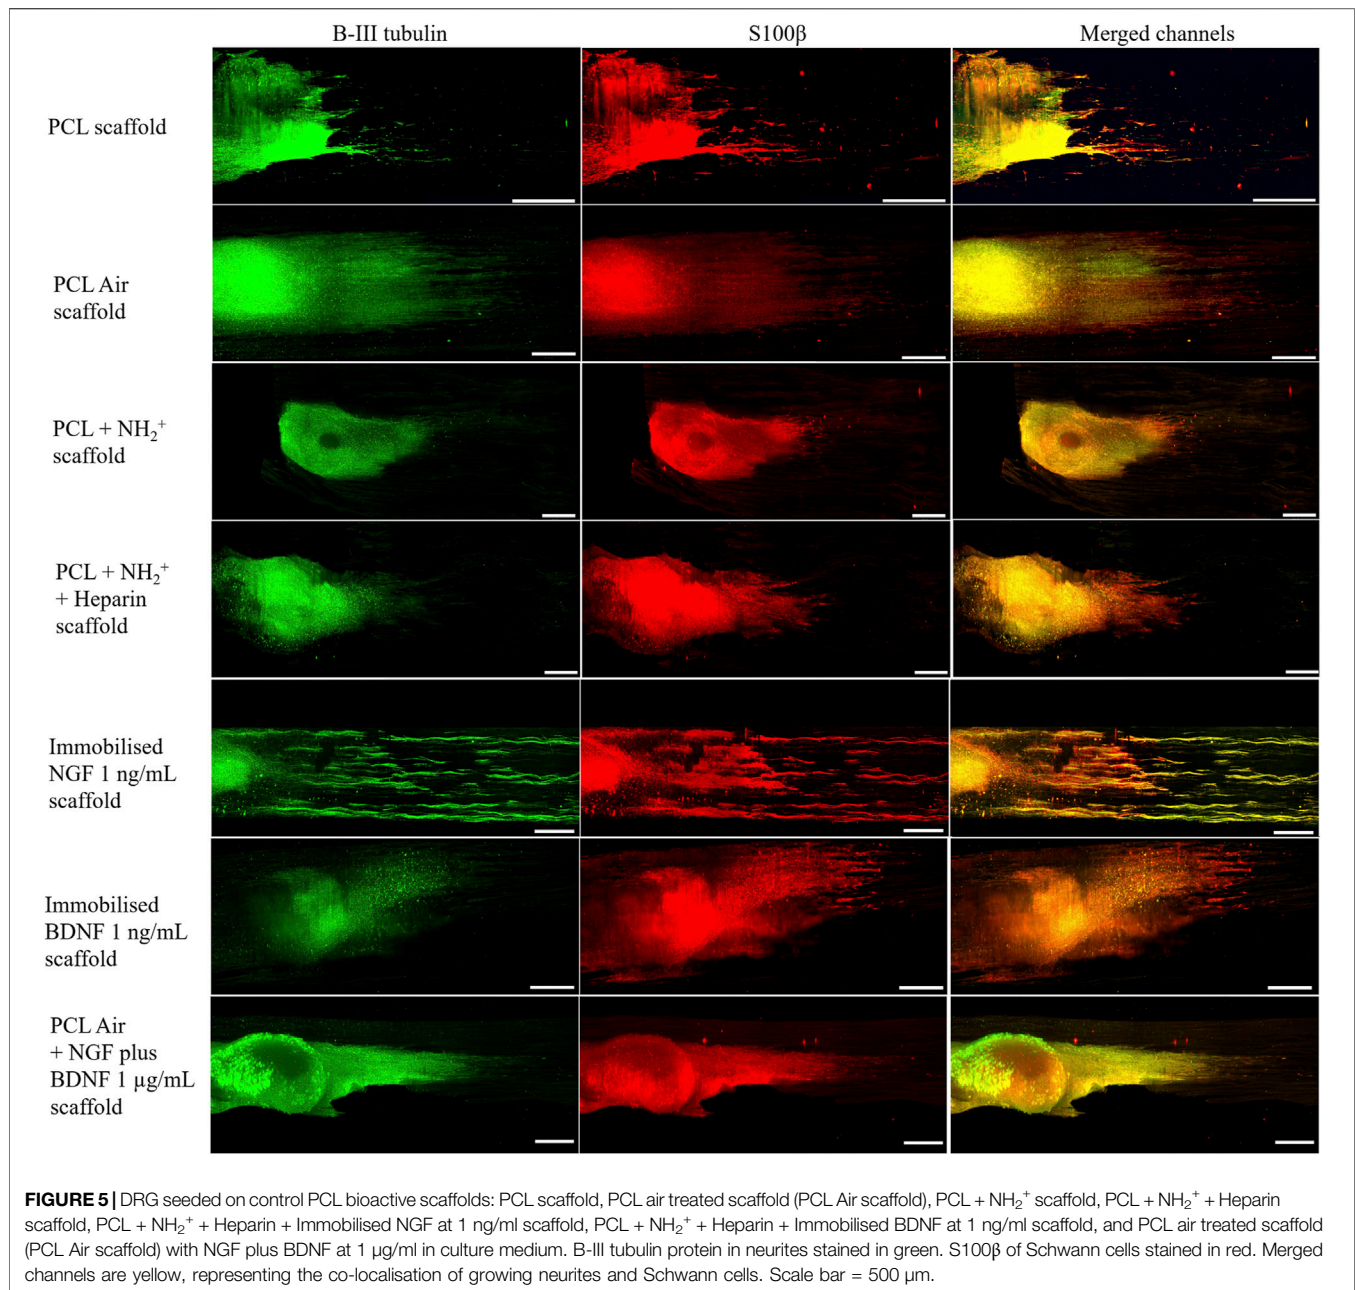 B-III tubulin S100β Merged channels
PCL scaffold
PCL Air
scaffold
PCL + NH₂⁺
scaffold
PCL + NH₂⁺
+ Heparin
scaffold
Immobilised
NGF 1 ng/mL
scaffold
Immobilised
BDNF 1 ng/mL
scaffold
PCL Air
+ NGF plus
BDNF 1 µg/mL
scaffold
FIGURE 5 | DRG seeded on control PCL bioactive scaffolds: PCL scaffold, PCL air treated scaffold (PCL Air scaffold), PCL + NH₂⁺ scaffold, PCL + NH₂⁺ + Heparin
scaffold, PCL + NH₂⁺ + Heparin + Immobilised NGF at 1 ng/ml scaffold, PCL + NH₂⁺ + Heparin + Immobilised BDNF at 1 ng/ml scaffold, and PCL air treated scaffold
(PCL Air scaffold) with NGF plus BDNF at 1 µg/ml in culture medium. B-III tubulin protein in neurites stained in green. S100β of Schwann cells stained in red. Merged
channels are yellow, representing the co-localisation of growing neurites and Schwann cells. Scale bar = 500 µm.